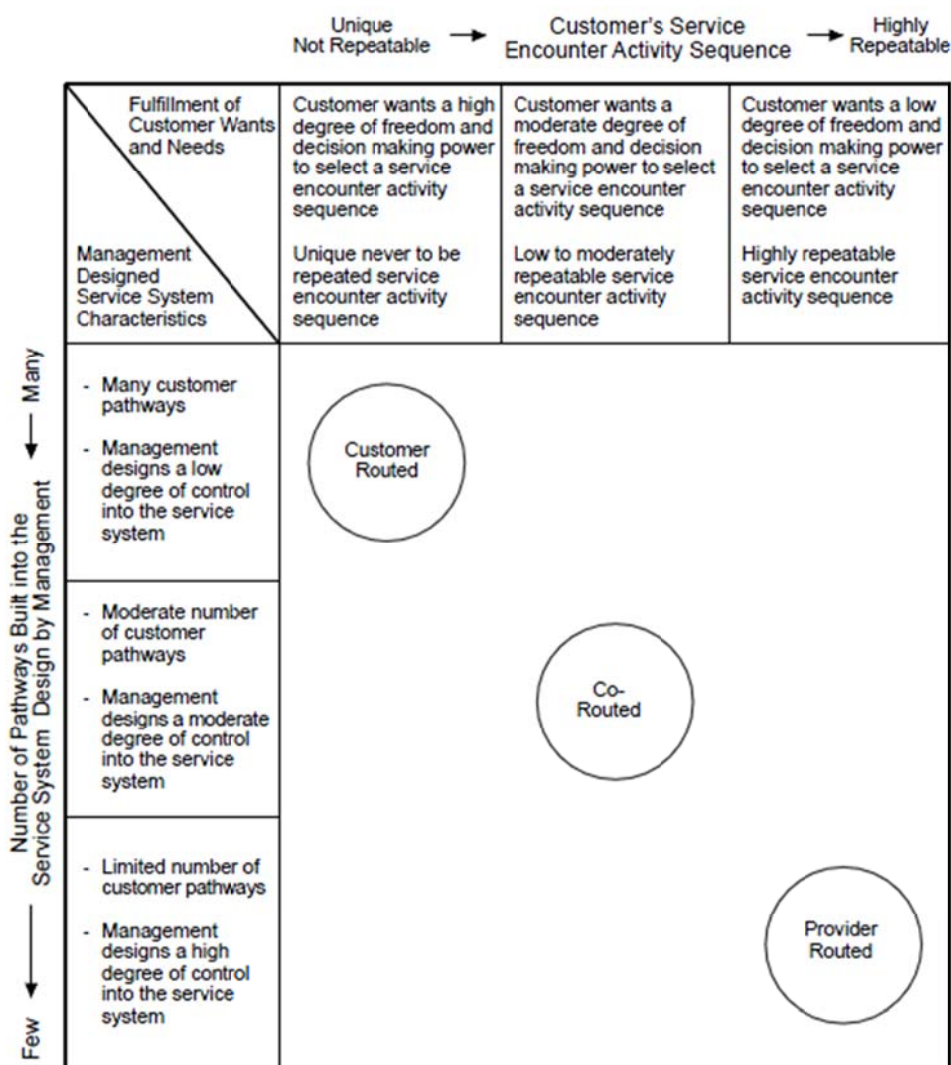 Unique
Not Repeatable
Customer's Service
Encounter Activity Sequence
Highly
Repeatable
Fulfillment of
Customer Wants
and Needs
Management
Designed
Service System
Characteristics
Customer wants a high
degree of freedom and
decision making power
to select a service
encounter activity
sequence
Unique never to be
repeated service
encounter activity
sequence
Customer wants a
moderate degree of
freedom and decision
making power to select
a service encounter
activity sequence
Low to moderately
repeatable service
encounter activity
sequence
Customer wants a low
degree of freedom and
decision making power
to select a service
encounter activity
sequence
Highly repeatable
service encounter
activity sequence
Number of Pathways Built into the
Service System Design by Management
Many
Few
- Many customer
pathways
- Management
designs a low
degree of control
into the service
system
Customer
Routed
- Moderate number
of customer
pathways
- Management
designs a moderate
degree of control
into the service
system
Co-
Routed
- Limited number of
customer pathways
- Management
designs a high
degree of control
into the service
system
Provider
Routed